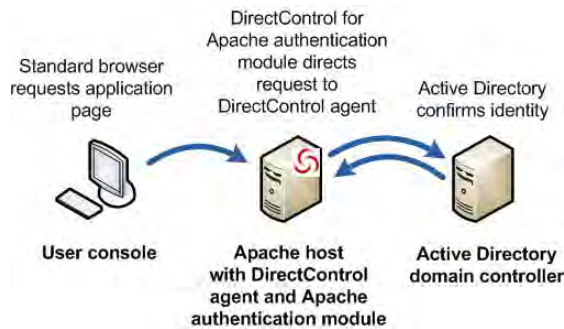 Standard browser
requests application
page
DirectControl for
Apache authentication
module directs
request to
DirectControl agent
Active Directory
confirms identity
User console
Apache host
with DirectControl
agent and Apache
authentication module
Active Directory
domain controller